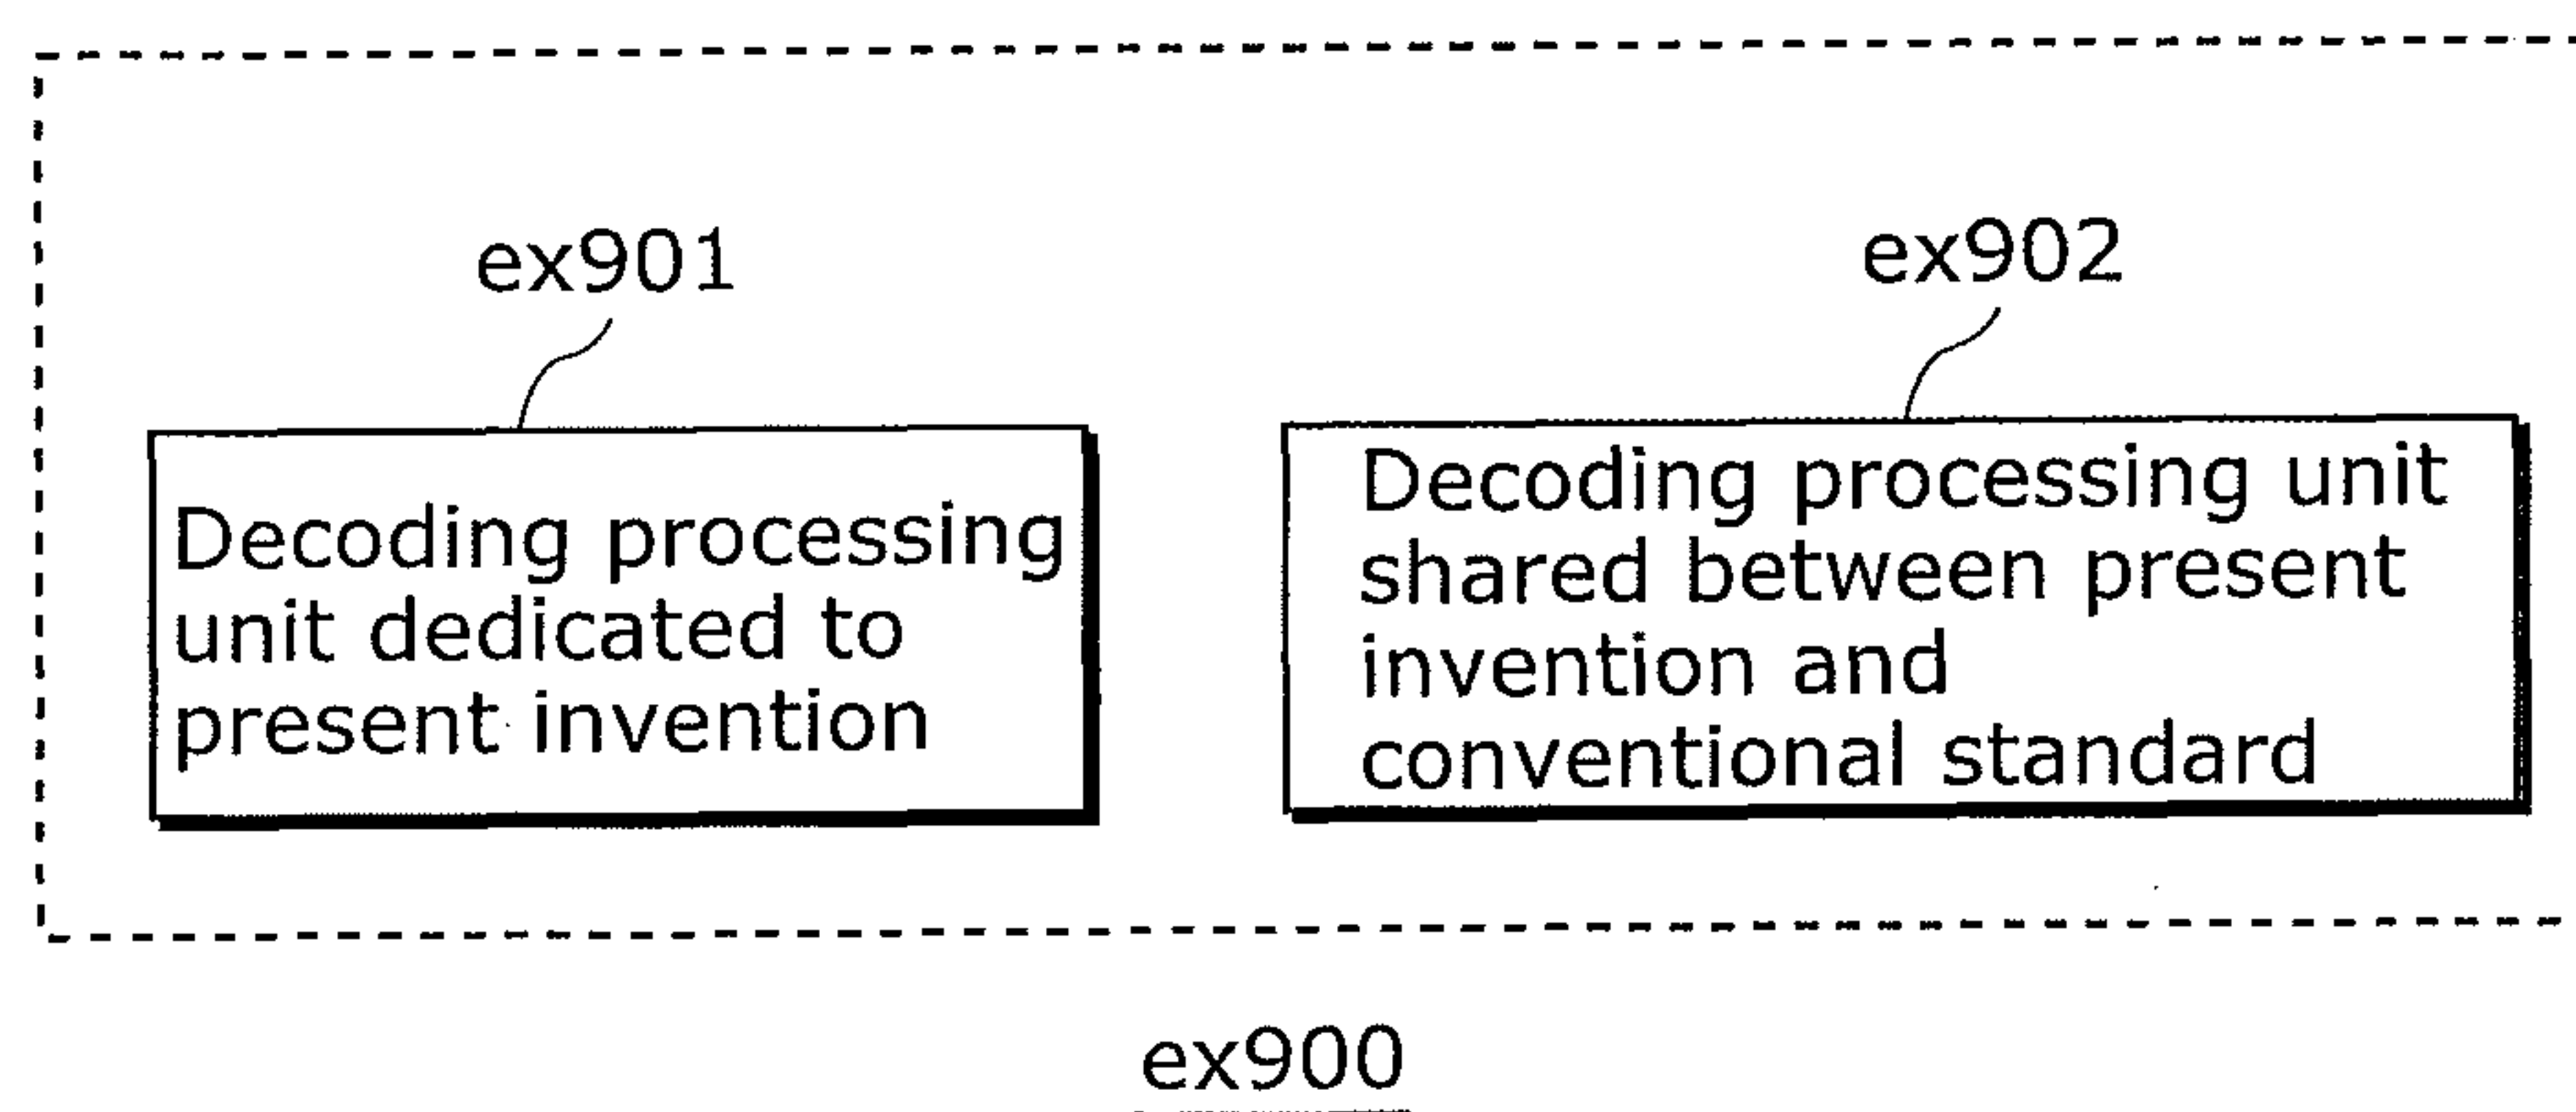 ex901
Decoding processing
unit dedicated to
present invention
ex902
Decoding processing unit
shared between present
invention and
conventional standard
ex900